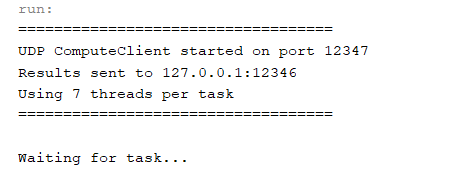 run:
===================================
UDP ComputeClient started on port 12347
Results sent to 127.0.0.1:12346
Using 7 threads per task
===================================
Waiting for task...